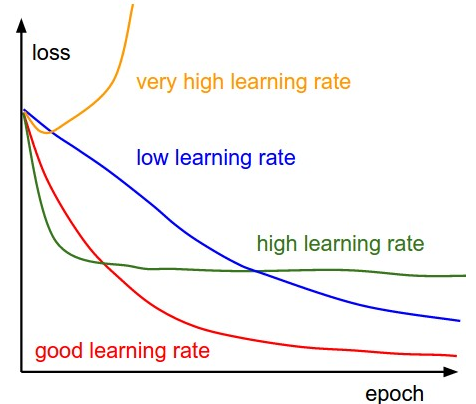 loss
very high learning rate
low learning rate
high learning rate
good learning rate
epoch